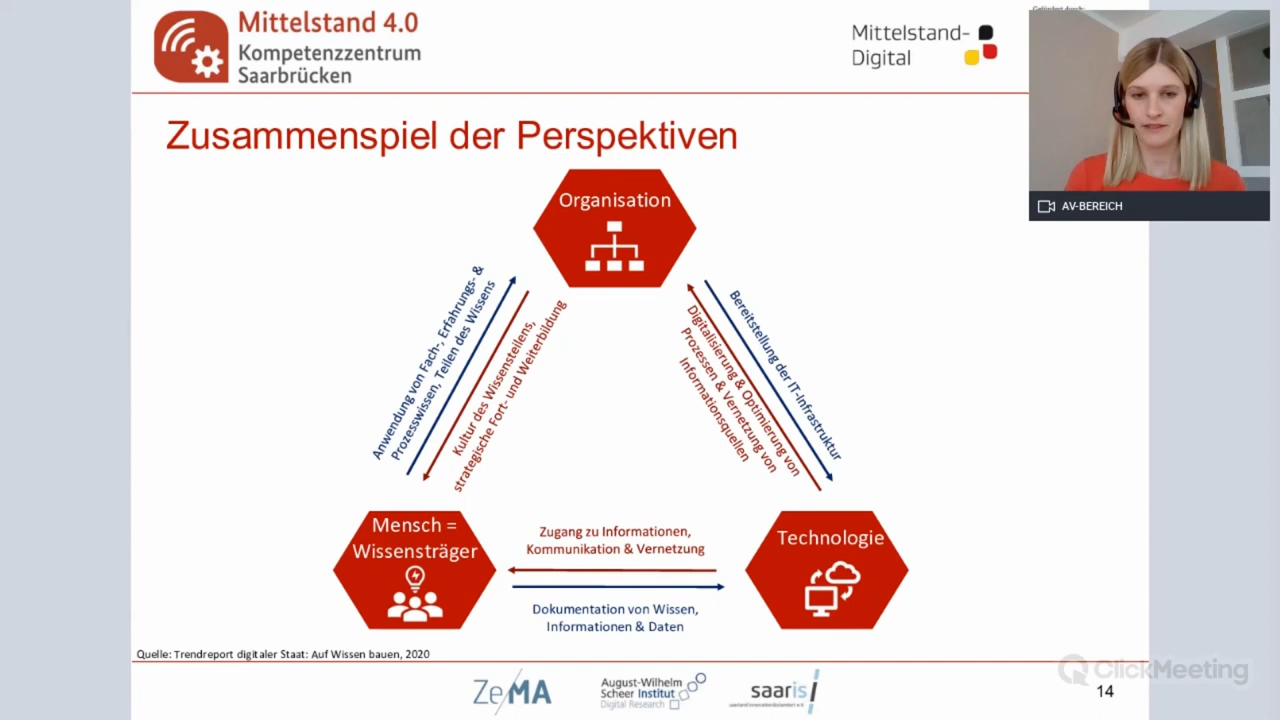 Mittelstand 4.0
Kompetenzzentrum
Saarbrücken
Mittelstand-
Digital
Gefördert durch:
AV-BEREICH
Zusammenspiel der Perspektiven
Organisation
Anwendung von Fach-, Erfahrungs- &
Prozesswissen, Teilen des Wissens
Kultur des Wissensteilens,
strategische Fort- und Weiterbildung
Digitalisierung & Optimierung von
Prozessen & Vernetzung von
Informationsquellen
Bereitstellung der IT-Infrastruktur
Mensch =
Wissensträger
Zugang zu Informationen,
Kommunikation & Vernetzung
Dokumentation von Wissen,
Informationen & Daten
Technologie
Quelle: Trendreport digitaler Staat: Auf Wissen bauen, 2020
ZeMA
August-Wilhelm
Scheer Institut
Digital Research
saaris
ClickMeeting
14